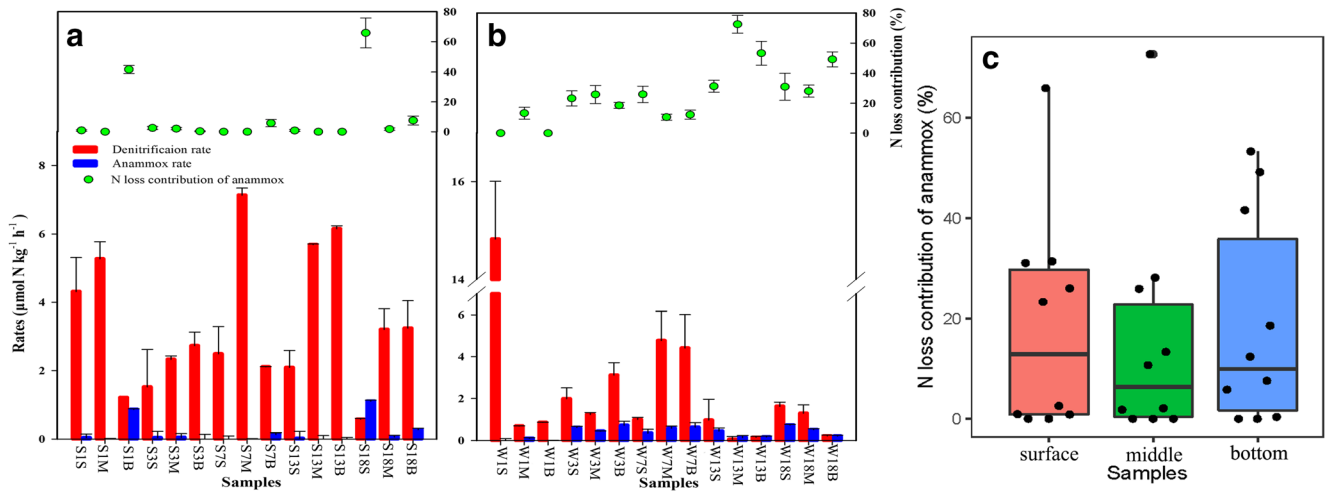 a
80
60
40
20
0
Denitrificaion rate
Anammox rate
N loss contribution of anammox
8
6
4
2
0
Rates (μmol N kg⁻¹ h⁻¹)
S1S S1M S1B S3S S3M S3B S7S S7M S7B S13S S13M S13B S18S S18M S18B
Samples
b
80
60
40
20
0
N loss contribution (%)
16
14
6
4
2
0
W1S W1M W1B W3S W3M W3B W7S W7M W7B W13S W13M W13B W18S W18M W18B
Samples
c
N loss contribution of anammox (%)
60
40
20
0
surface middle bottom
Samples